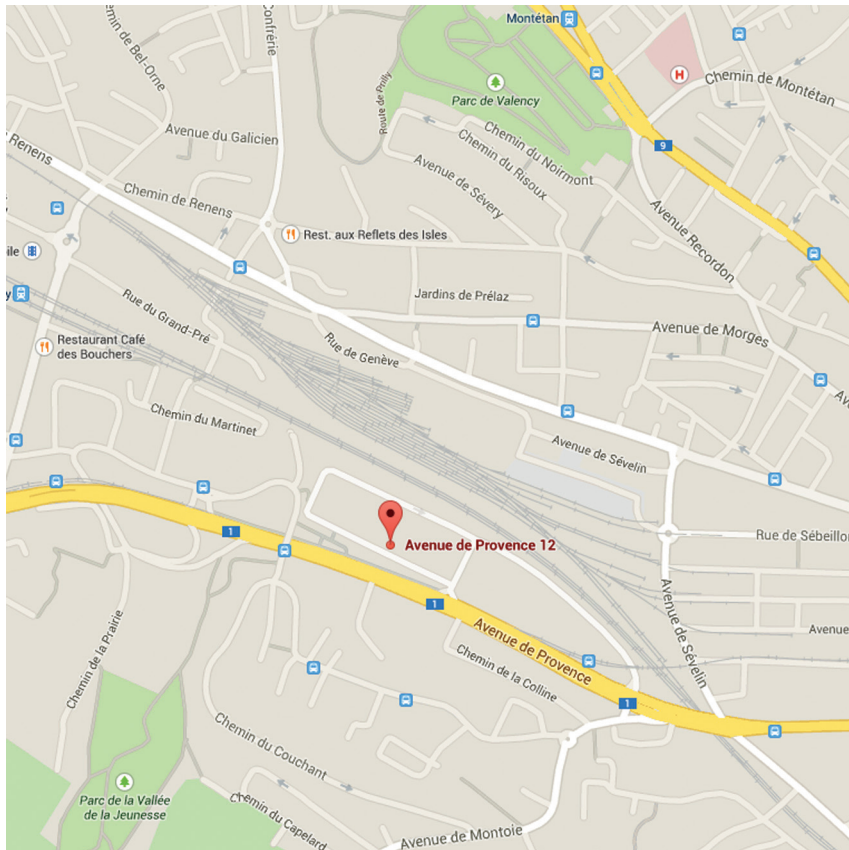 Montétan
Confrérie
Chemin de Bel-Orne
H
Chemin de Montétan
Parc de Valency
Route de Prilly
Avenue du Galicien
Renens
9
Chemin du Noirmont
Chemin du Risoux
Avenue de Sévery
Chemin de Renens
Avenue Recordon
Rest. aux Reflets des Isles
Jardins de Prélaz
Rue du Grand-Pré
Avenue de Morges
Restaurant Café
des Bouchers
Rue de Genève
Chemin du Martinet
Avenue de Sévelin
1
Avenue de Provence 12
Rue de Sébeillon
1
Avenue de Provence
Avenue de Sévelin
Avenue
Chemin de la Prairie
Chemin de la Colline
1
Chemin du Couchant
Parc de la Vallée
de la Jeunesse
Chemin du Capelard
Avenue de Montoie